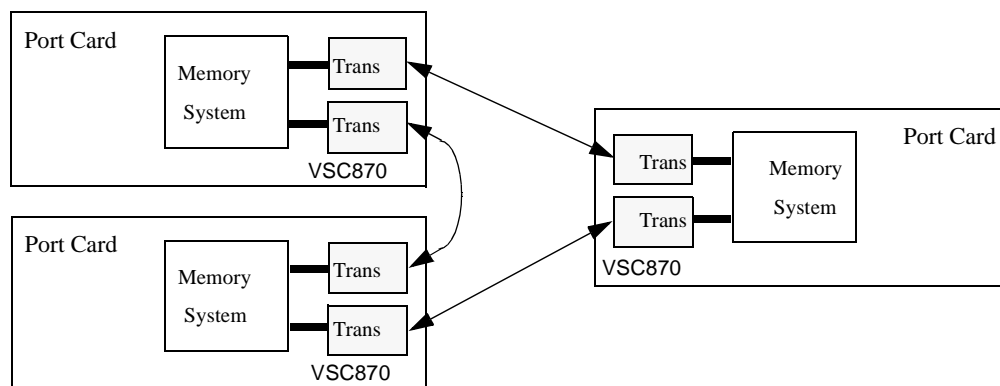 Port Card
Memory
System
Trans
Trans
VSC870
Port Card
Memory
System
Trans
Trans
VSC870
Port Card
Trans
Trans
Memory
System
VSC870